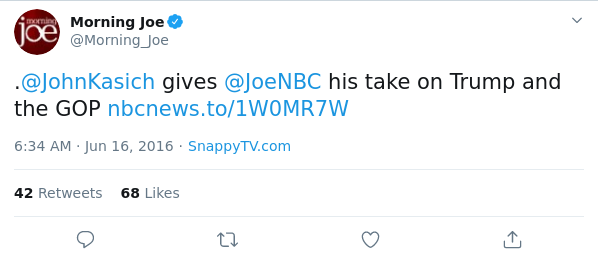 morning joe
Morning Joe
@Morning_Joe
.@JohnKasich gives @JoeNBC his take on Trump and
the GOP nbcnews.to/1W0MR7W
6:34 AM · Jun 16, 2016 · SnappyTV.com
42 Retweets 68 Likes